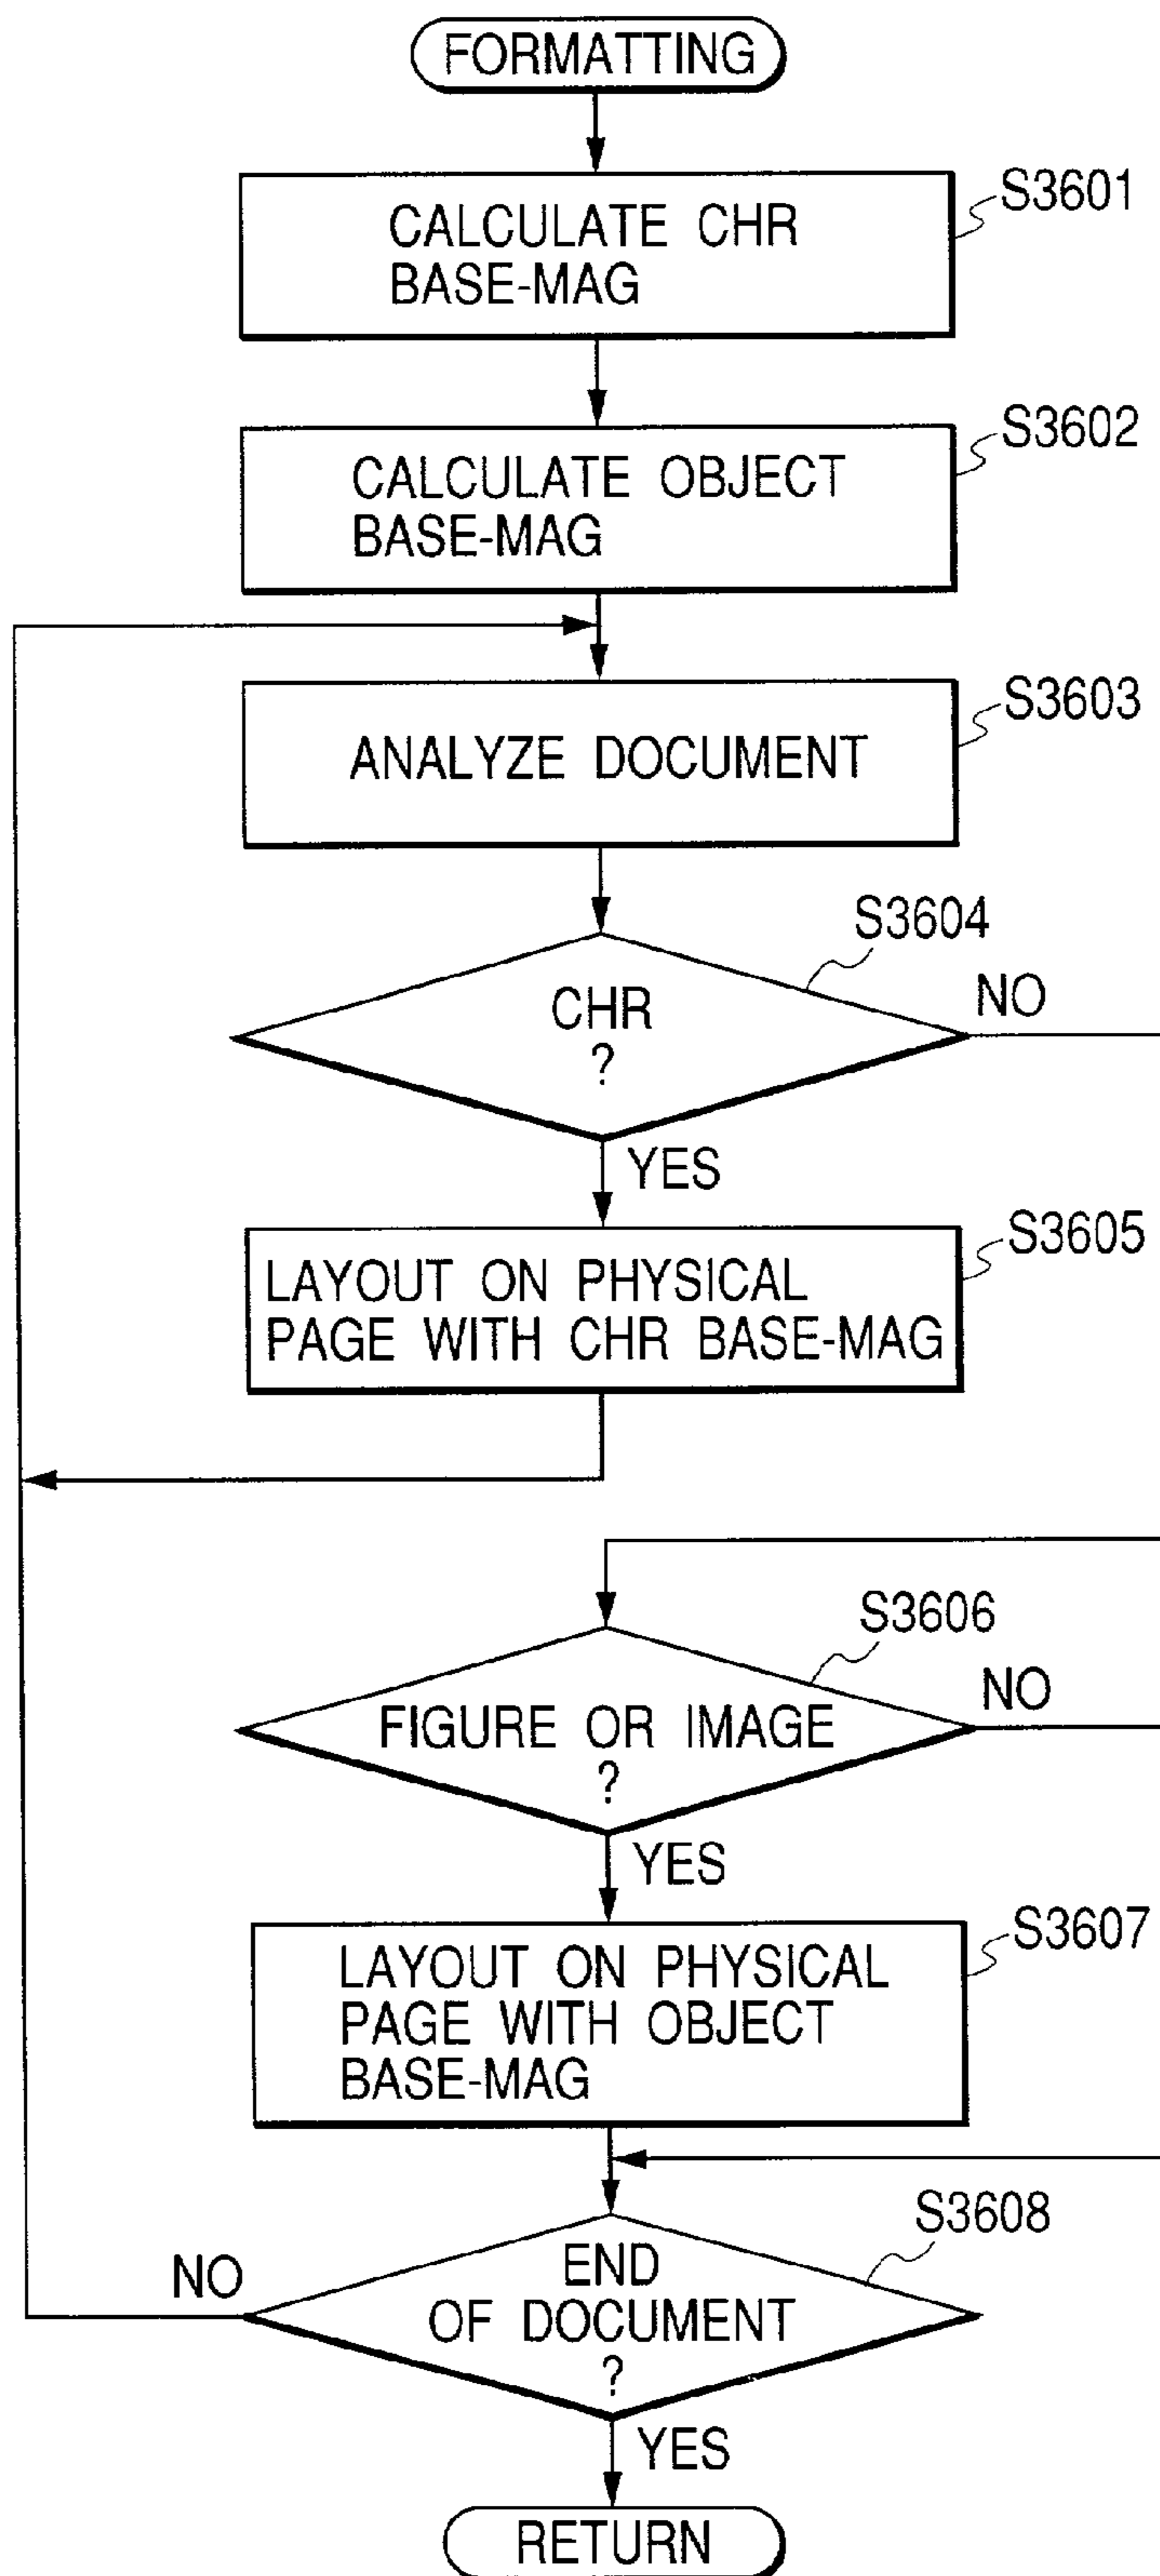 FORMATTING
S3601
CALCULATE CHR
BASE-MAG
S3602
CALCULATE OBJECT
BASE-MAG
S3603
ANALYZE DOCUMENT
S3604
NO
CHR
?
YES
S3605
LAYOUT ON PHYSICAL
PAGE WITH CHR BASE-MAG
S3606
NO
FIGURE OR IMAGE
?
YES
S3607
LAYOUT ON PHYSICAL
PAGE WITH OBJECT
BASE-MAG
S3608
NO
END
OF DOCUMENT
?
YES
RETURN